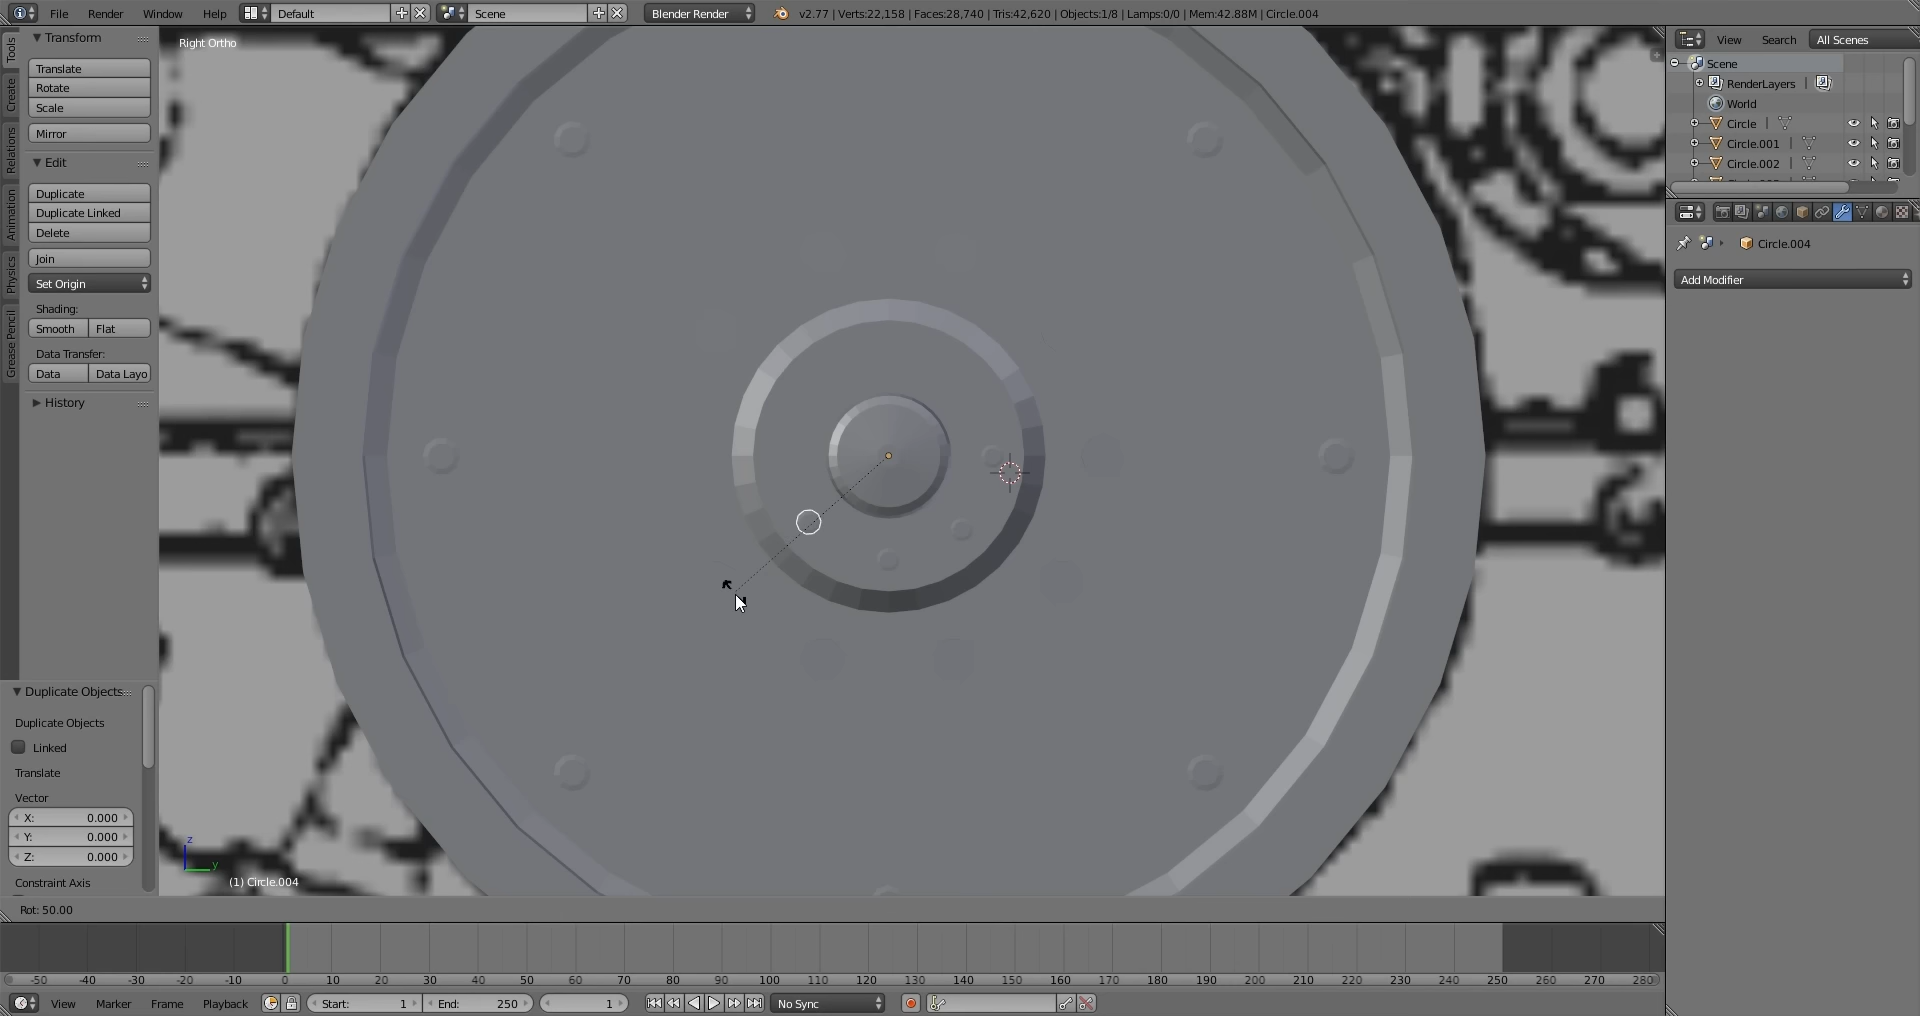 File Render Window Help Default Scene Blender Render v2.77 | Verts:22,158 | Faces:28,740 | Tris:42,620 | Objects:1/8 | Lamps:0/0 | Mem:42.88M | Circle.004
Tools
Create
Relations
Animation
Physics
Grease Pencil
Transform
Translate
Rotate
Scale
Mirror
Edit
Duplicate
Duplicate Linked
Delete
Join
Set Origin
Shading:
Smooth Flat
Data Transfer:
Data Data Layo
History
Duplicate Objects
Duplicate Objects
Linked
Translate
Vector
X: 0.000
Y: 0.000
Z: 0.000
Constraint Axis
Right Ortho
z
y
(1) Circle.004
Rot: 50.00
View Search All Scenes
Scene
RenderLayers |
World
Circle |
Circle.001 |
Circle.002 |
Circle.004
Add Modifier
-50 -40 -30 -20 -10 0 10 20 30 40 50 60 70 80 90 100 110 120 130 140 150 160 170 180 190 200 210 220 230 240 250 260 270 280
View Marker Frame Playback Start: 1 End: 250 1 No Sync